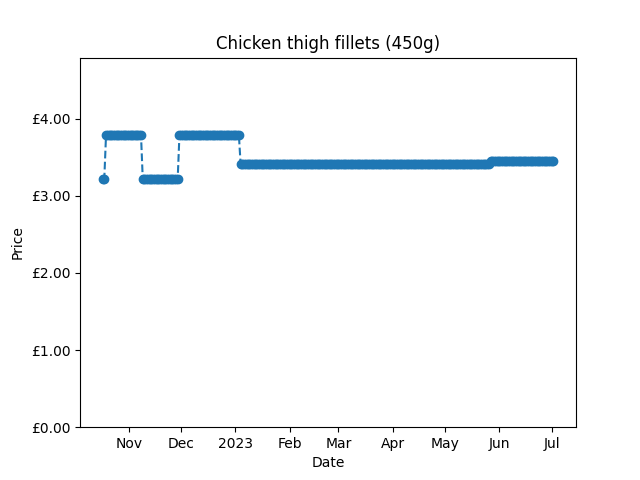 Chicken thigh fillets (450g)
£4.00
£3.00
£2.00
£1.00
£0.00
Price
Nov Dec 2023 Feb Mar Apr May Jun Jul
Date